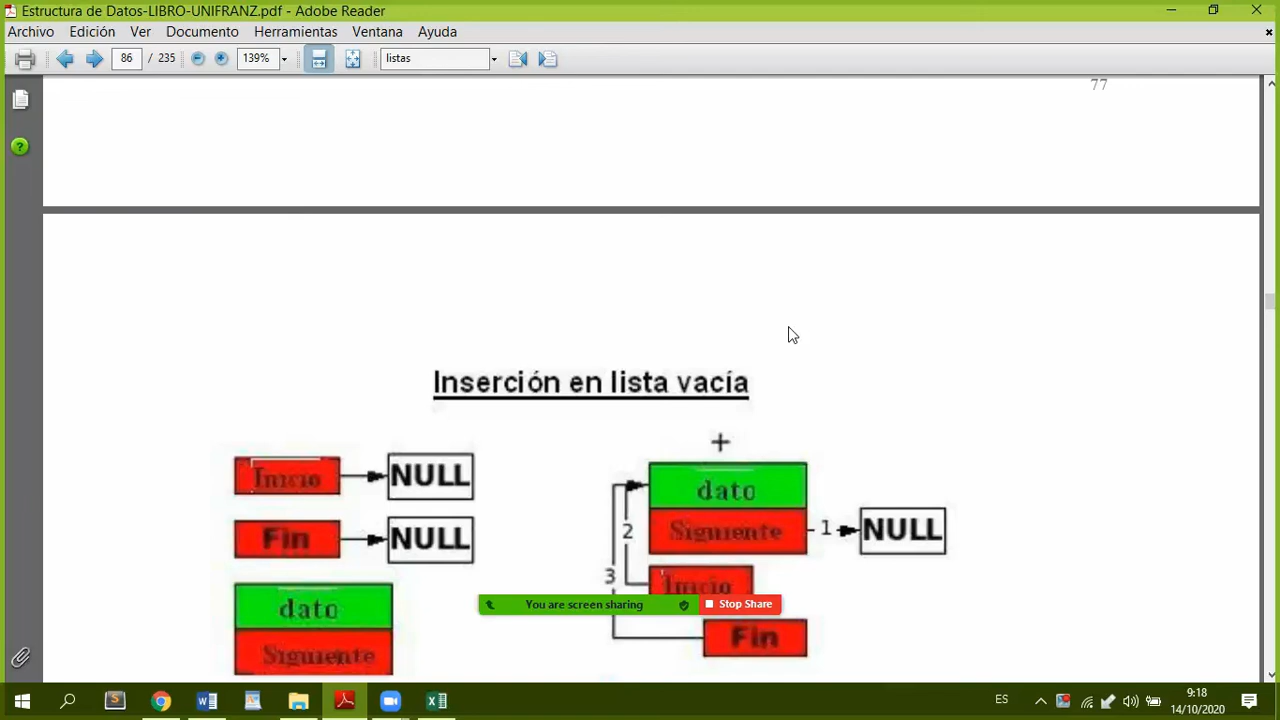 Estructura de Datos-LIBRO-UNIFRANZ.pdf - Adobe Reader
Archivo Edición Ver Documento Herramientas Ventana Ayuda
86 / 235 139% listas
77
Inserción en lista vacía
Inicio NULL
Fin NULL
dato
Siguiente
+
dato
Siguiente 1 NULL
2
3
Inicio
Fin
You are screen sharing Stop Share
ES
9:18
14/10/2020